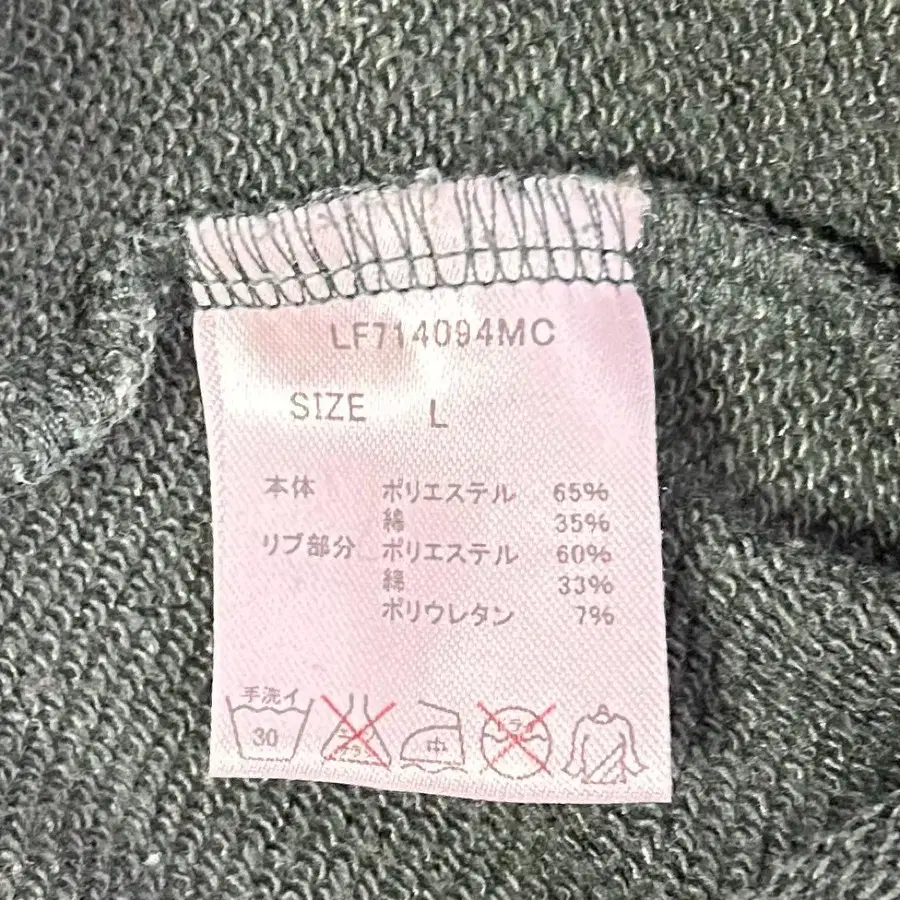 LF714094MC
SIZE L
本体 ポリエステル 65%
綿 35%
リブ部分 ポリエステル 60%
綿 33%
ポリウレタン 7%
手洗イ
30 中